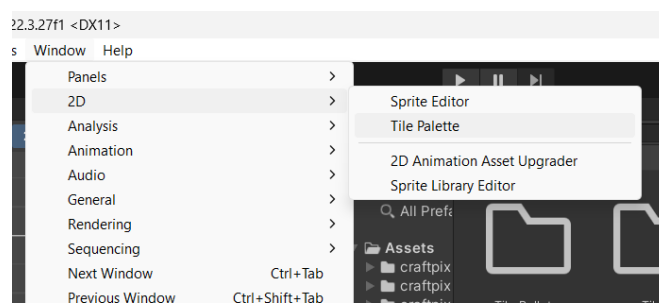 22.3.27f1 <DX11>
s Window Help
Panels
2D
Analysis
Animation
Audio
General
Rendering
Sequencing
Next Window Ctrl+Tab
Previous Window Ctrl+Shift+Tab
Sprite Editor
Tile Palette
2D Animation Asset Upgrader
Sprite Library Editor
All Prefa
Assets
craftpix
craftpix